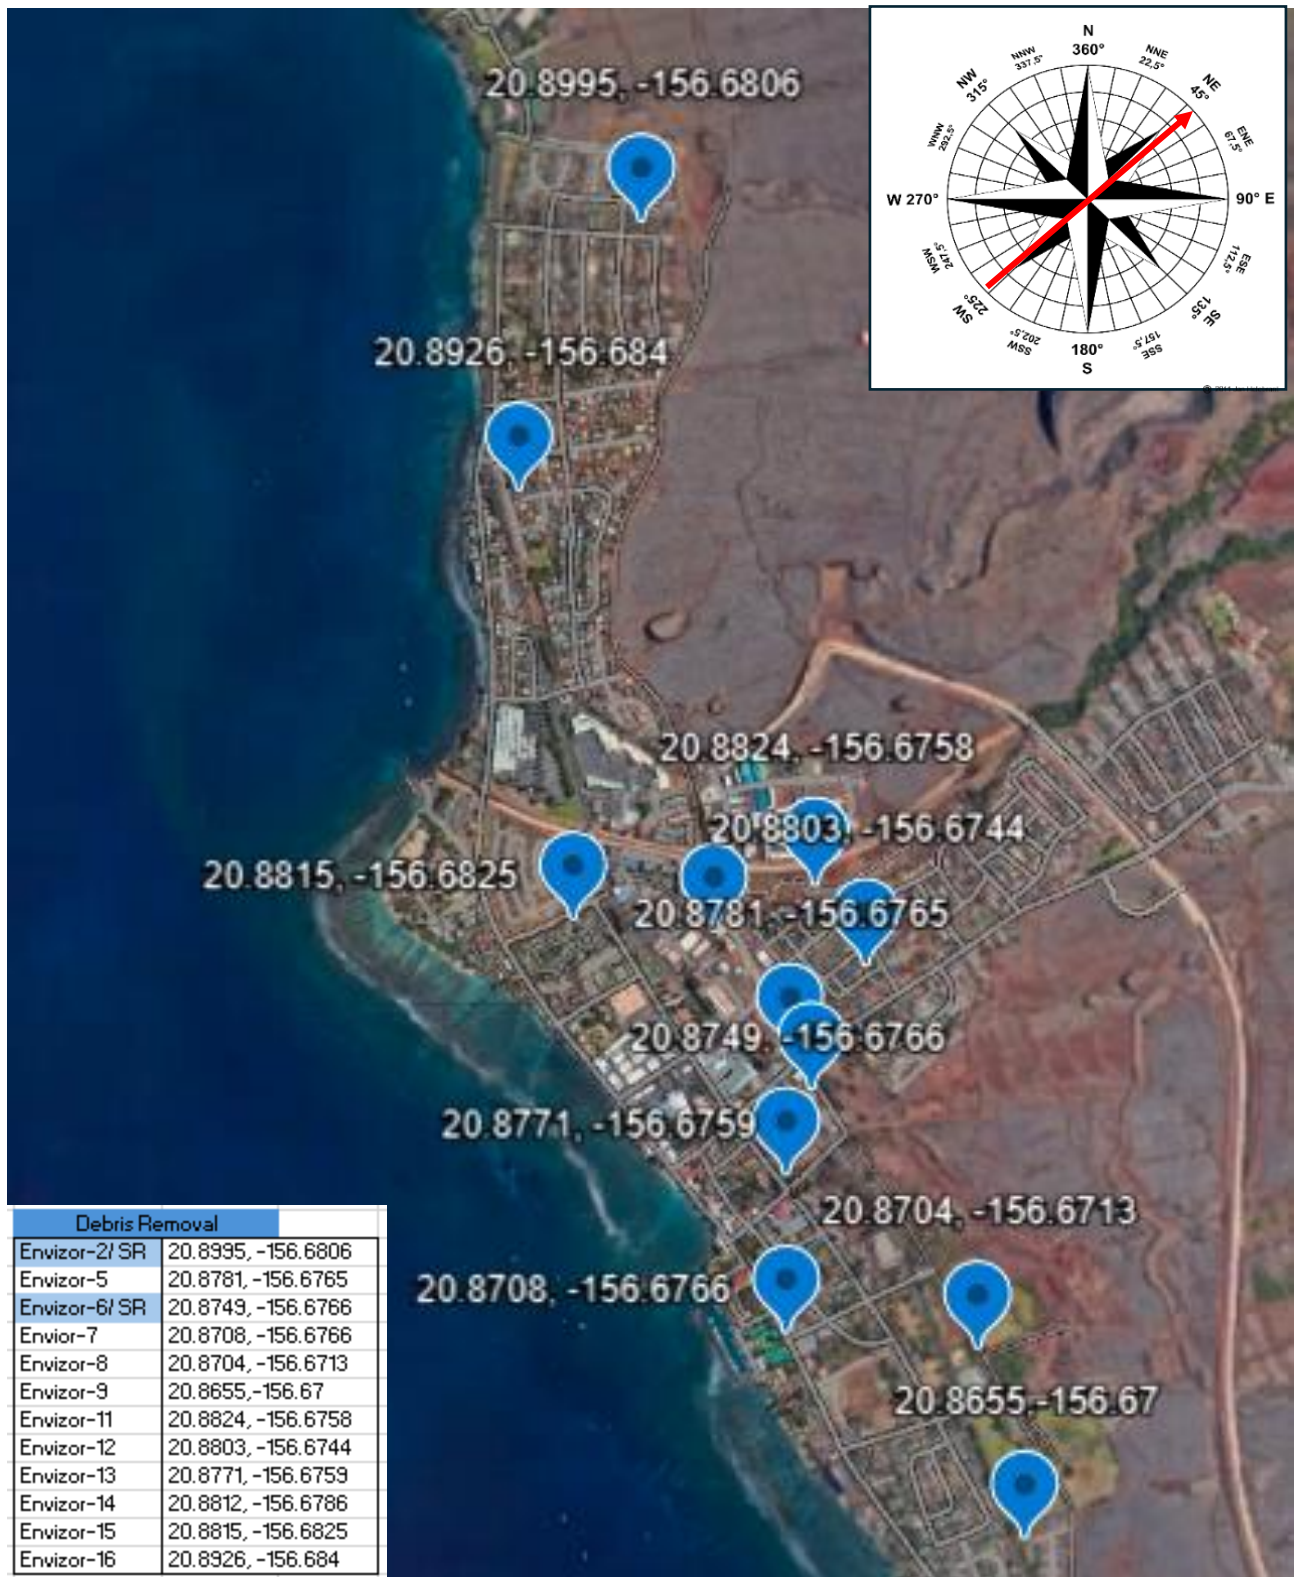 20.8995, -156.6806
N
360°
NNE
22,5°
NE
45°
ENE
67,5°
90° E
ESE
112,5°
SE
135°
SSE
157,5°
180°
S
SSW
202,5°
SW
225°
WSW
247,5°
W 270°
WNW
292,5°
NW
315°
NNW
337,5°
20.8926, -156.684
20.8824, -156.6758
20.8803, -156.6744
20.8815, -156.6825
20.8781, -156.6765
20.8749, -156.6766
20.8771, -156.6759
20.8704, -156.6713
20.8708, -156.6766
20.8655,-156.67
Debris Removal
Envizor-2/ SR 20.8995, -156.6806
Envizor-5 20.8781, -156.6765
Envizor-6/ SR 20.8749, -156.6766
Envior-7 20.8708, -156.6766
Envizor-8 20.8704, -156.6713
Envizor-9 20.8655,-156.67
Envizor-11 20.8824, -156.6758
Envizor-12 20.8803, -156.6744
Envizor-13 20.8771, -156.6759
Envizor-14 20.8812, -156.6786
Envizor-15 20.8815, -156.6825
Envizor-16 20.8926, -156.684